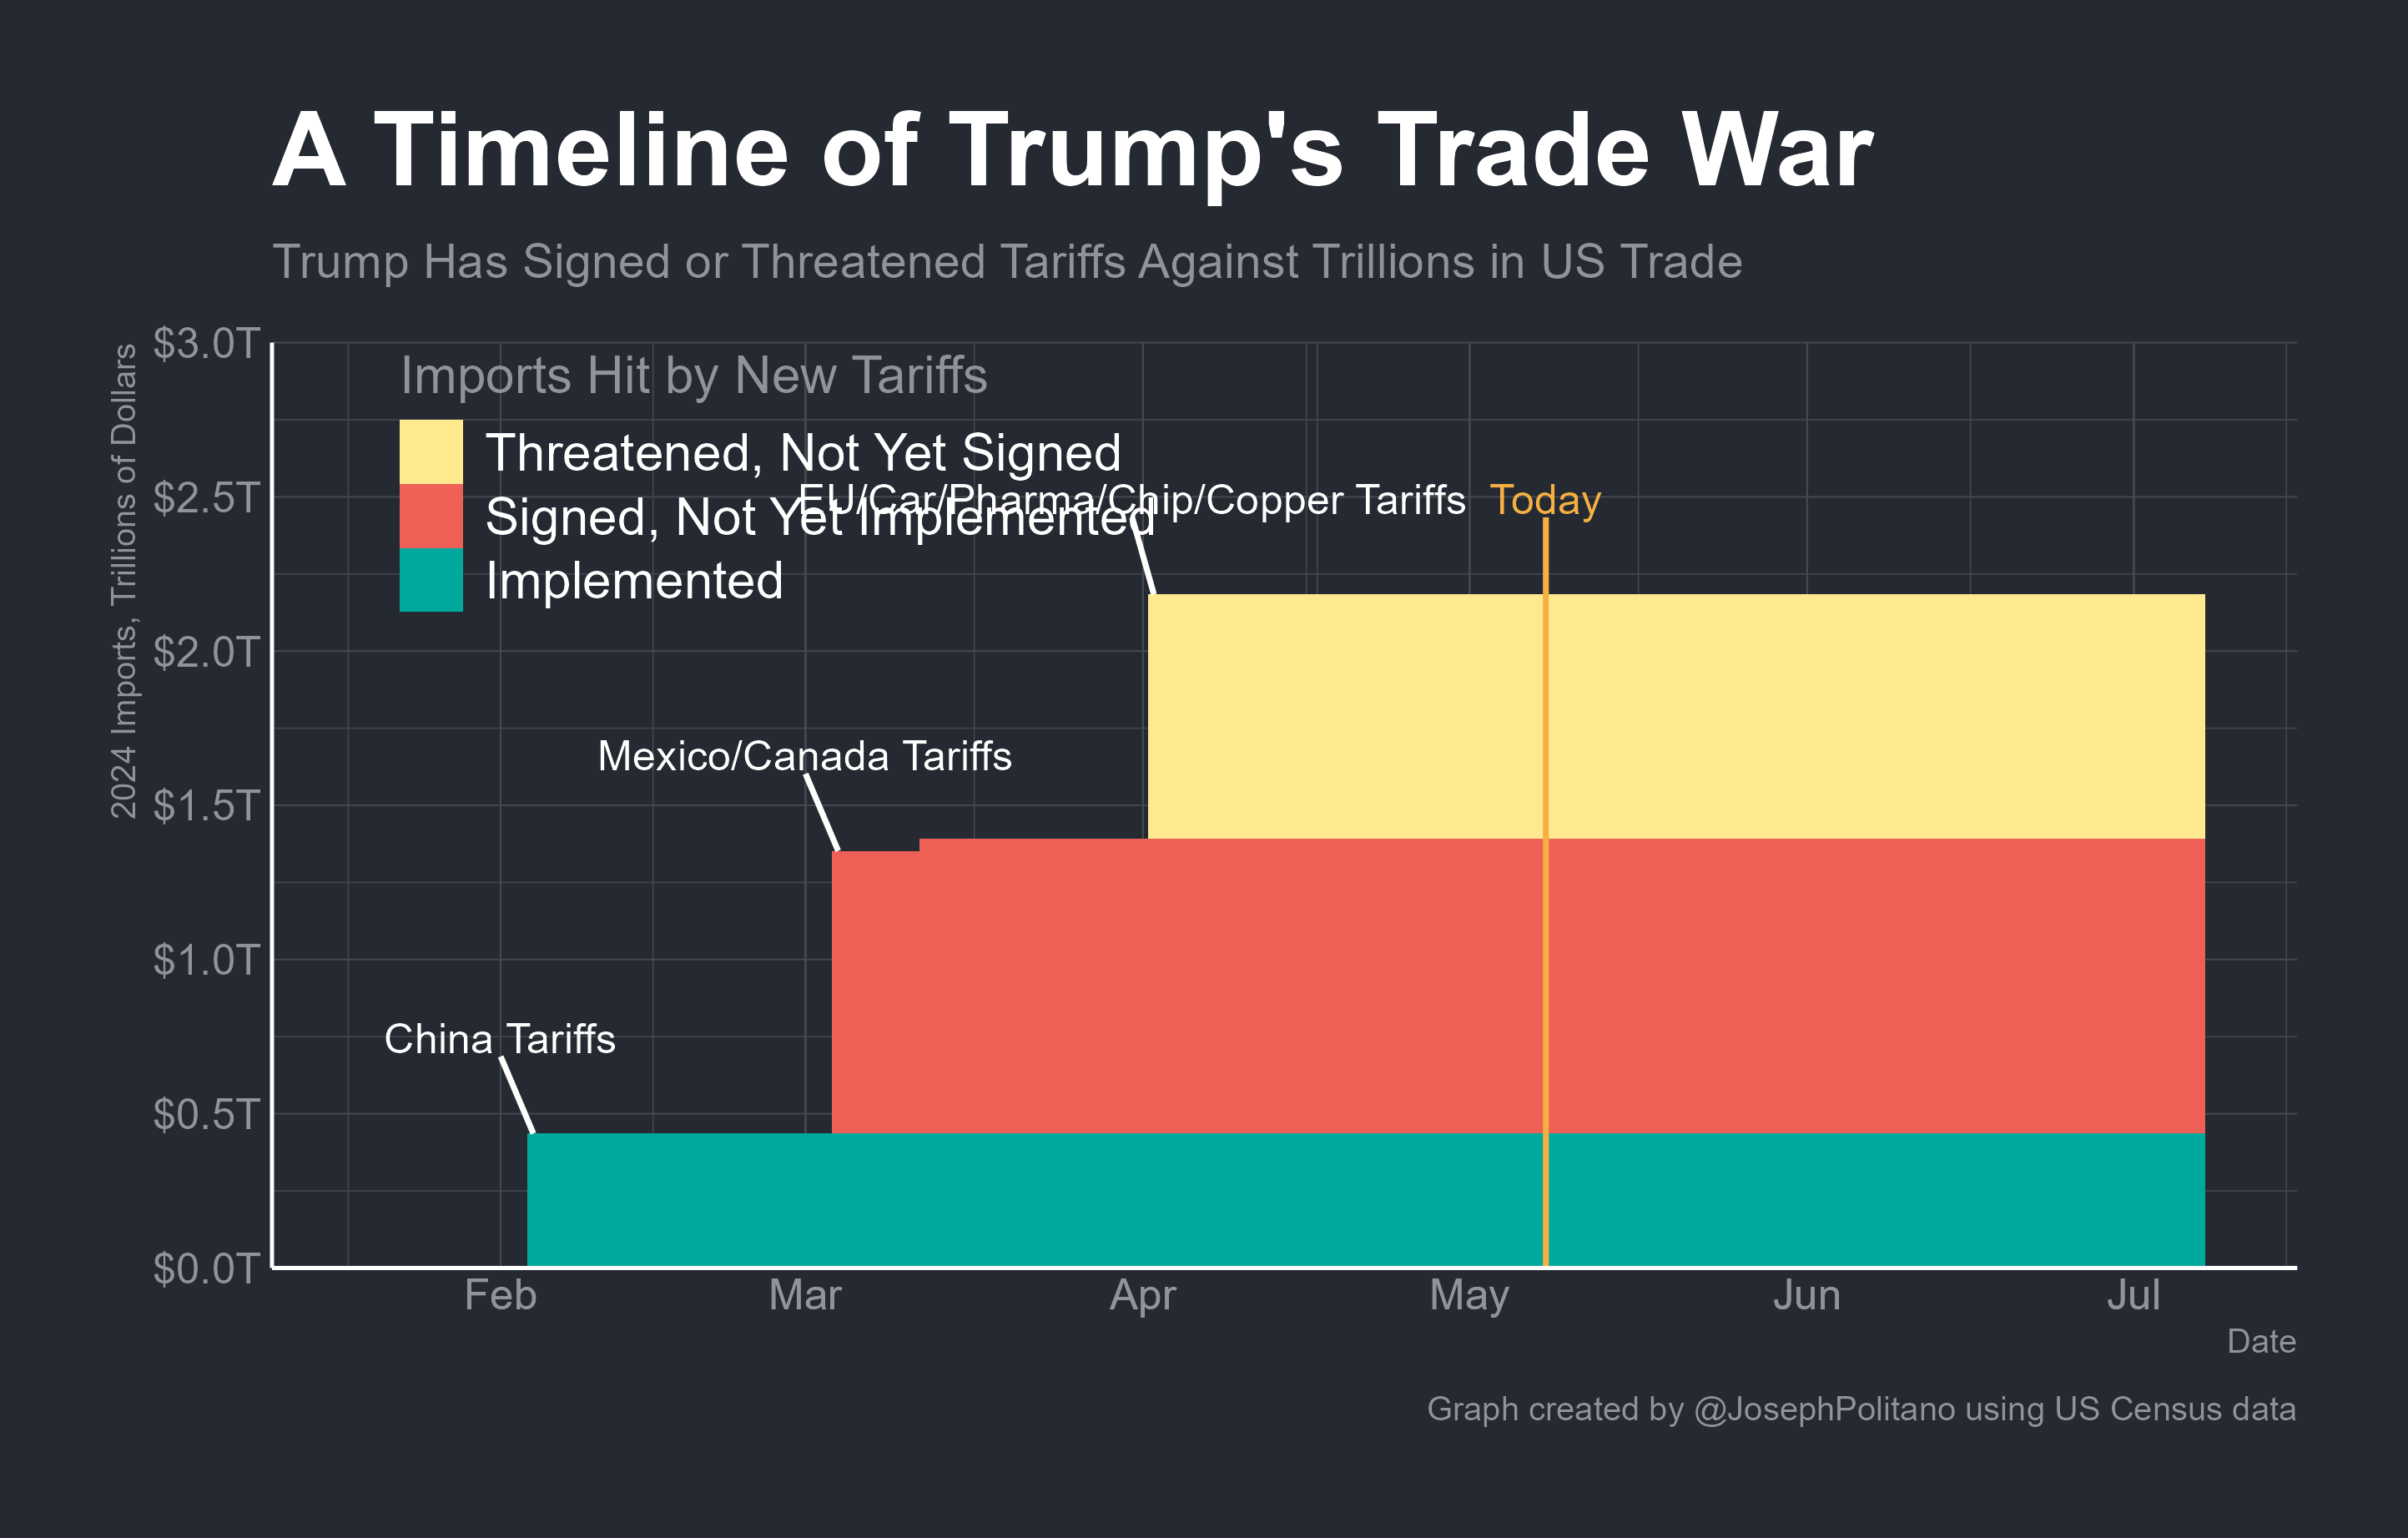 A Timeline of Trump's Trade War
Trump Has Signed or Threatened Tariffs Against Trillions in US Trade
2024 Imports, Trillions of Dollars
$3.0T
$2.5T
$2.0T
$1.5T
$1.0T
$0.5T
$0.0T
Imports Hit by New Tariffs
Threatened, Not Yet Signed
Signed, Not Yet Implemented
Implemented
EU/Car/Pharma/Chip/Copper Tariffs
Today
Mexico/Canada Tariffs
China Tariffs
Feb Mar Apr May Jun Jul
Date
Graph created by @JosephPolitano using US Census data